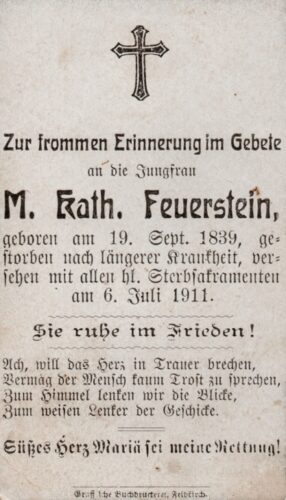 Zur frommen Erinnerung im Gebete
an die Jungfrau
M. Kath. Feuerstein,
geboren am 19. Sept. 1839, ge-
storben nach längerer Krankheit, ver-
sehen mit allen hl. Sterbsakramenten
am 6. Juli 1911.
Sie ruhe im Frieden!
Ach, will das Herz in Trauer brechen,
Vermag der Mensch kaum Trost zu sprechen,
Zum Himmel lenken wir die Blicke,
Zum weisen Lenker der Geschicke.
Süßes Herz Mariä sei meine Rettung!
Graff'sche Buchdruckerei, Feldkirch.